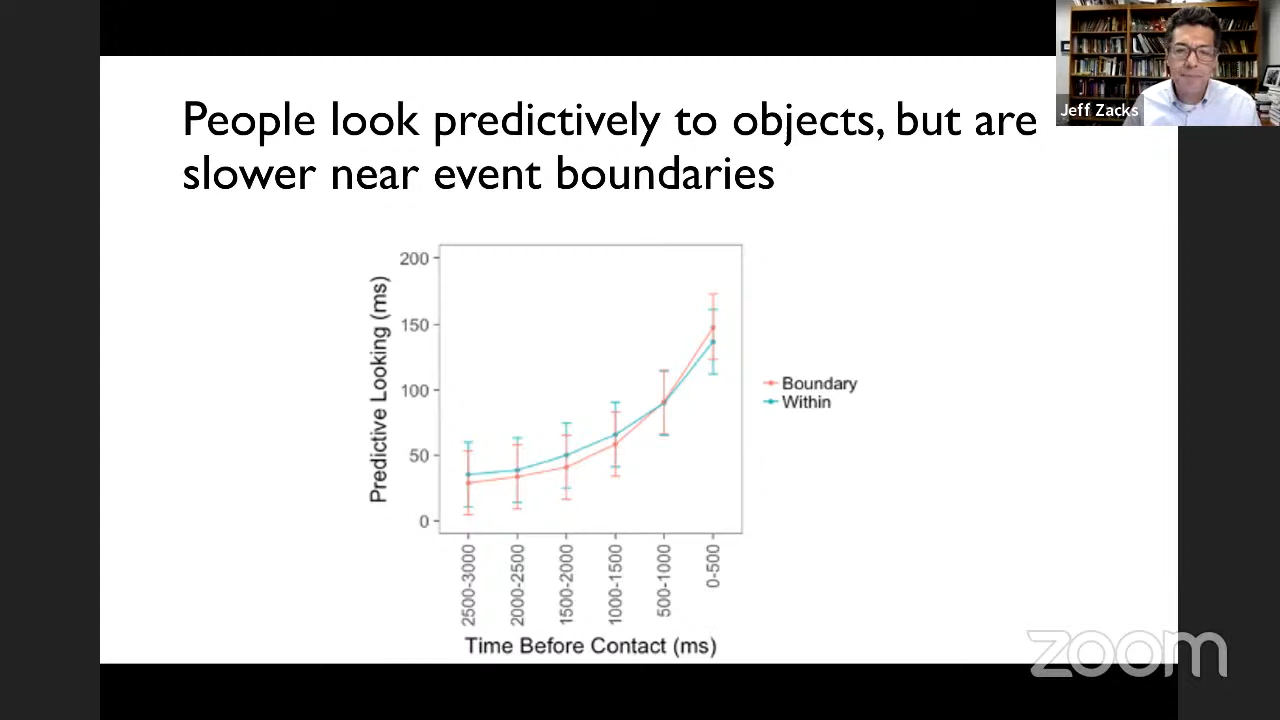 People look predictively to objects, but are
slower near event boundaries
Jeff Zacks
200
150
100
50
0
Predictive Looking (ms)
Boundary
Within
2500-3000
2000-2500
1500-2000
1000-1500
500-1000
0-500
Time Before Contact (ms)
zoom